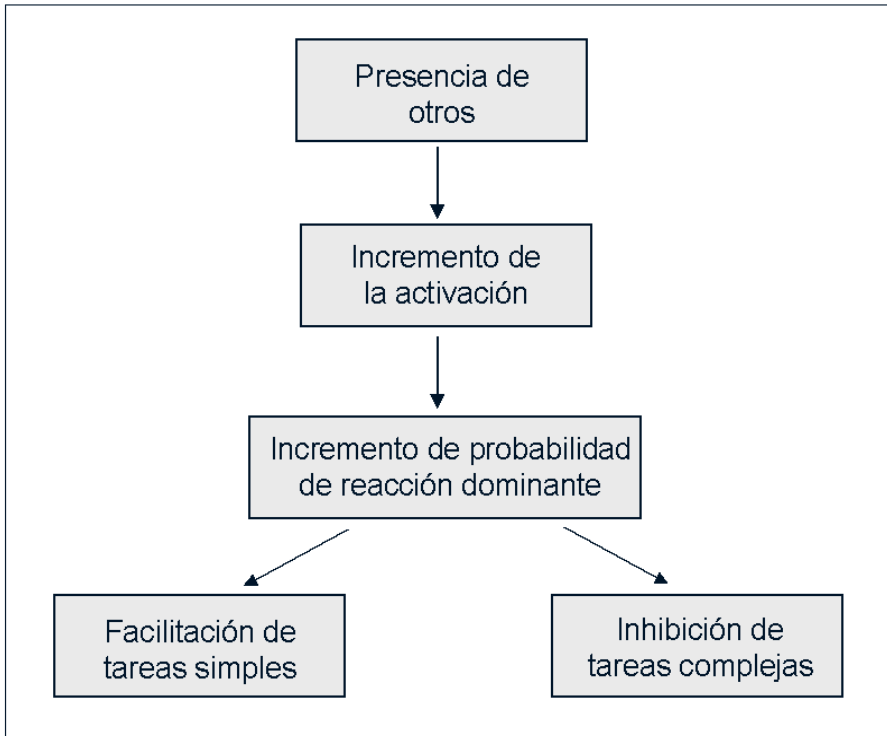 Presencia de
otros
Incremento de
la activación
Incremento de probabilidad
de reacción dominante
Facilitación de
tareas simples
Inhibición de
tareas complejas